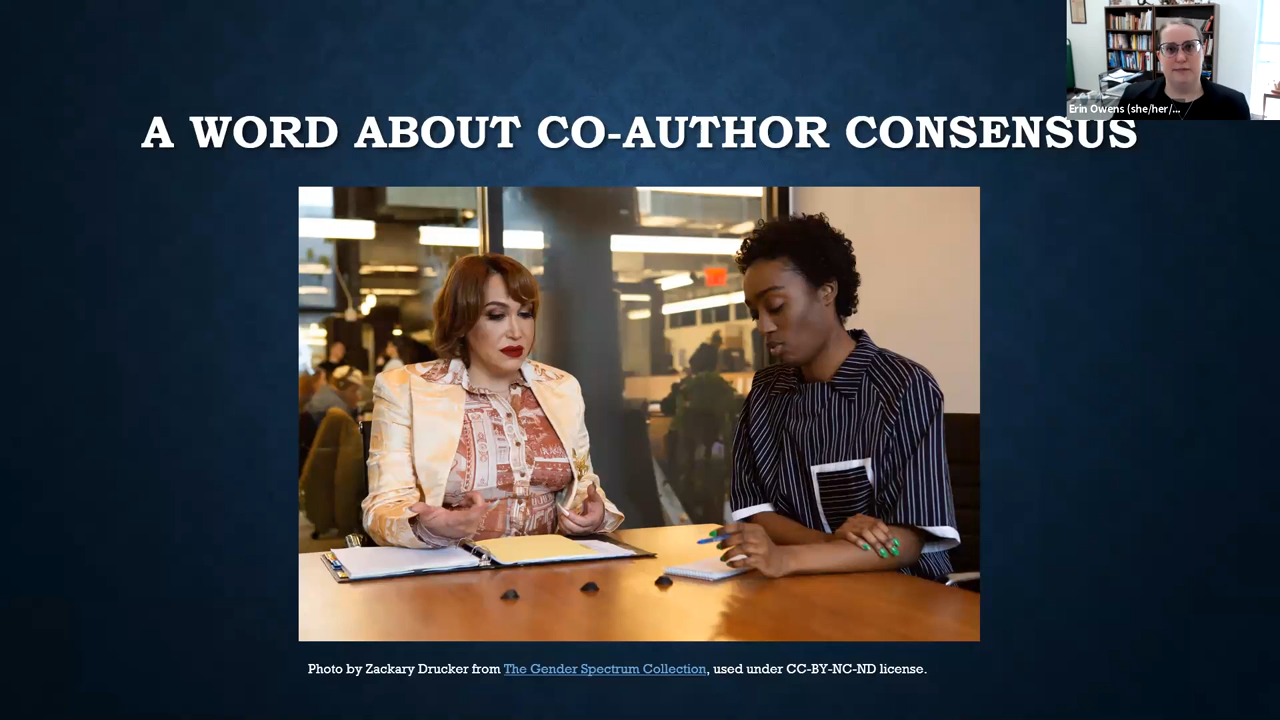 Erin Owens (she/her/...
A WORD ABOUT CO-AUTHOR CONSENSUS
Photo by Zackary Drucker from The Gender Spectrum Collection, used under CC-BY-NC-ND license.